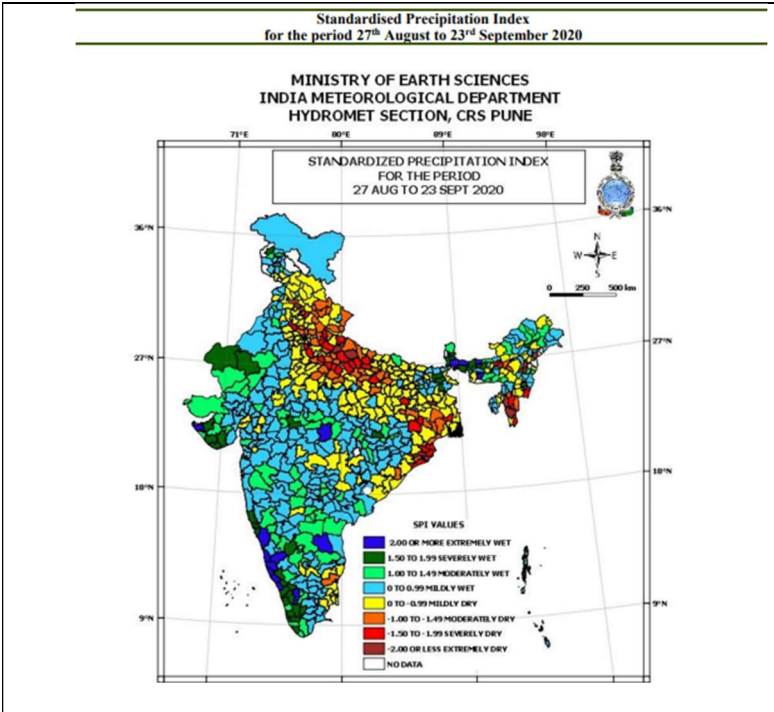 Standardised Precipitation Index
for the period 27th August to 23rd September 2020
MINISTRY OF EARTH SCIENCES
INDIA METEOROLOGICAL DEPARTMENT
HYDROMET SECTION, CRS PUNE
71°E 80°E 89°E 98°E
STANDARDIZED PRECIPITATION INDEX
FOR THE PERIOD
27 AUG TO 23 SEPT 2020
36°N 36°N
N
W E
S
0 250 500 km
27°N 27°N
18°N 18°N
9°N 9°N
SPI VALUES
2.00 OR MORE EXTREMELY WET
1.50 TO 1.99 SEVERELY WET
1.00 TO 1.49 MODERATELY WET
0 TO 0.99 MILDLY WET
0 TO -0.99 MILDLY DRY
-1.00 TO -1.49 MODERATELY DRY
-1.50 TO -1.99 SEVERELY DRY
-2.00 OR LESS EXTREMELY DRY
NO DATA